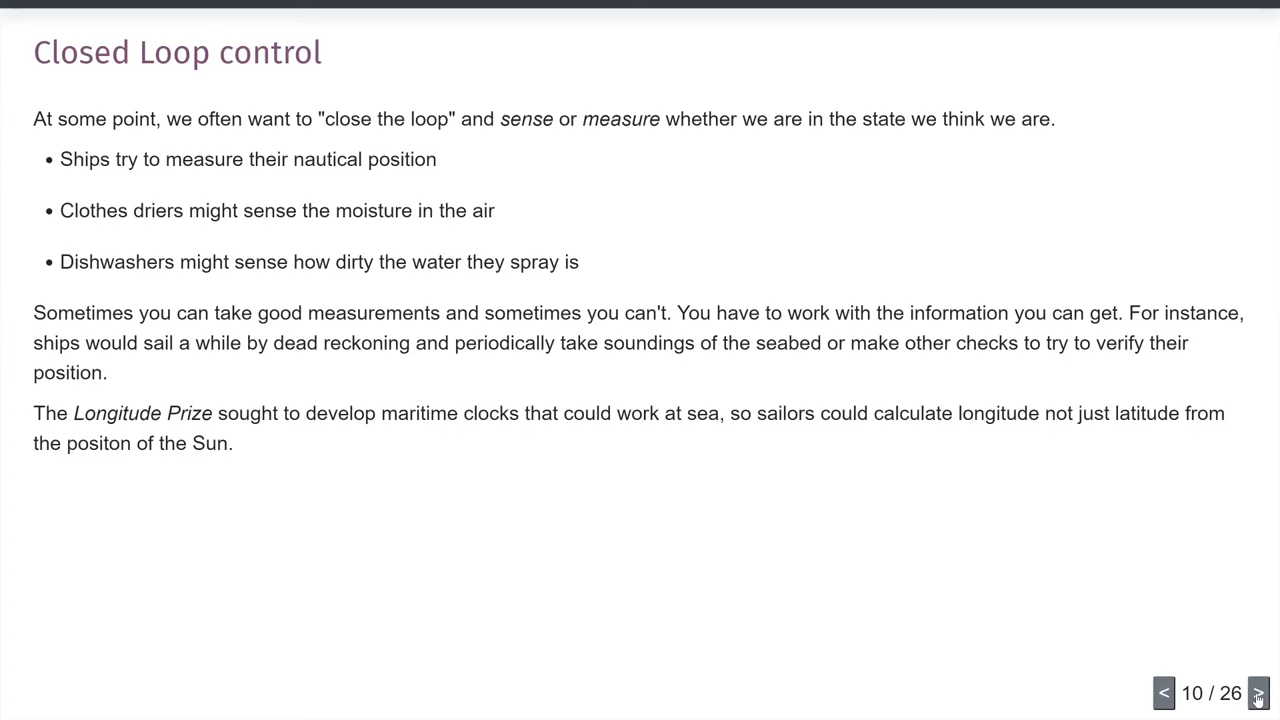 Closed Loop control
At some point, we often want to "close the loop" and sense or measure whether we are in the state we think we are.
• Ships try to measure their nautical position
• Clothes driers might sense the moisture in the air
• Dishwashers might sense how dirty the water they spray is
Sometimes you can take good measurements and sometimes you can't. You have to work with the information you can get. For instance,
ships would sail a while by dead reckoning and periodically take soundings of the seabed or make other checks to try to verify their
position.
The Longitude Prize sought to develop maritime clocks that could work at sea, so sailors could calculate longitude not just latitude from
the positon of the Sun.
< 10 / 26 >